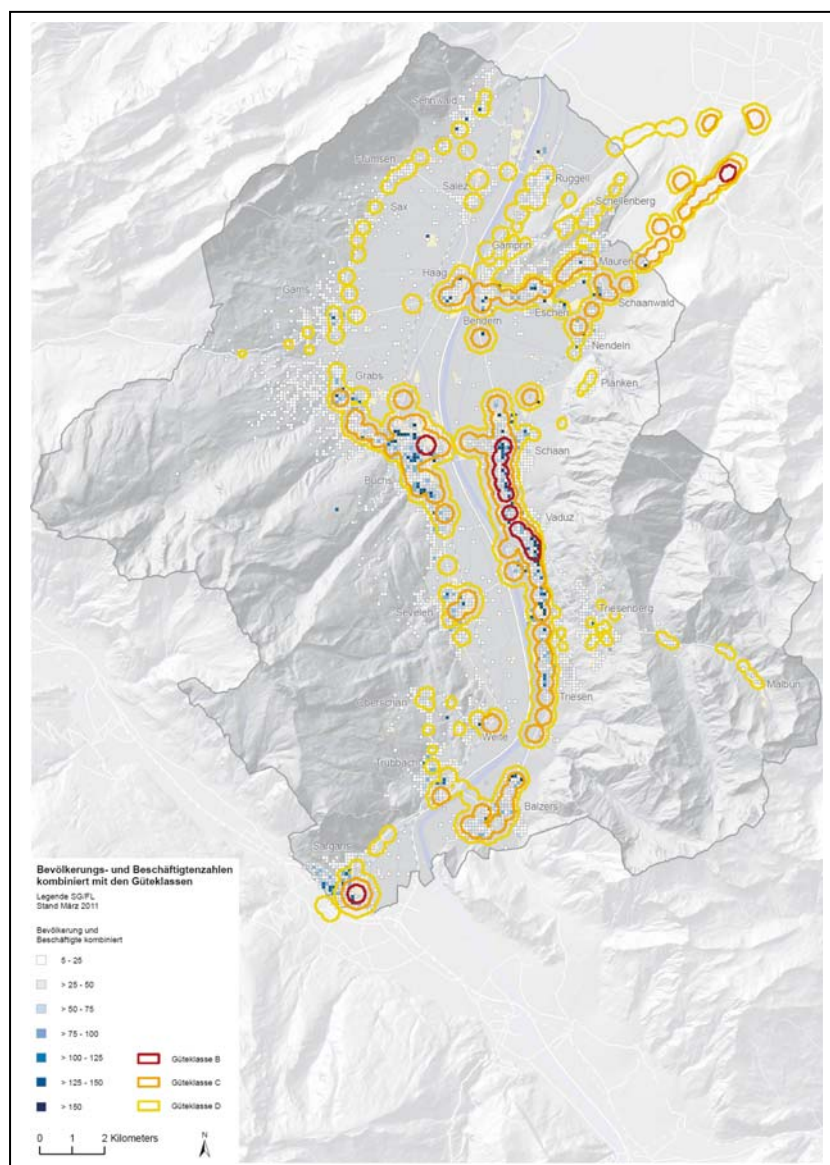 Sennwald
Frümsen
Salez
Ruggell
Sax
Schellenberg
Gamprin
Haag
Mauren
Gams
Schaanwald
Eschen
Bendern
Nendeln
Grabs
Planken
Schaan
Buchs
Vaduz
Sevelen
Triesenberg
Malbun
Oberschan
Triesen
Weite
Trübbach
Balzers
Sargans
Bevölkerungs- und Beschäftigtenzahlen
kombiniert mit den Güteklassen
Legende SG/FL
Stand März 2011
Bevölkerung und
Beschäftigte kombiniert
5 - 25
> 25 - 50
> 50 - 75
> 75 - 100
> 100 - 125 Güteklasse B
> 125 - 150 Güteklasse C
> 150 Güteklasse D
0 1 2 Kilometers N